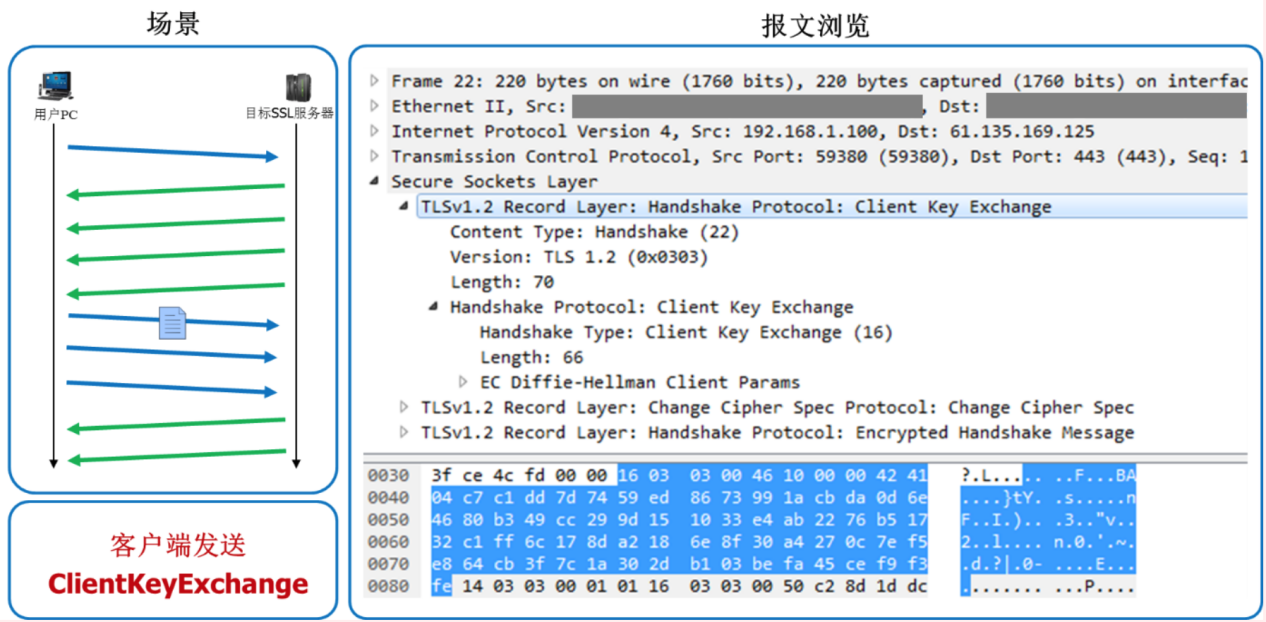 场景
报文浏览
用户PC
目标SSL服务器
客户端发送
ClientKeyExchange
Frame 22: 220 bytes on wire (1760 bits), 220 bytes captured (1760 bits) on interfac
Ethernet II, Src: , Dst:
Internet Protocol Version 4, Src: 192.168.1.100, Dst: 61.135.169.125
Transmission Control Protocol, Src Port: 59380 (59380), Dst Port: 443 (443), Seq: 1
Secure Sockets Layer
TLSv1.2 Record Layer: Handshake Protocol: Client Key Exchange
Content Type: Handshake (22)
Version: TLS 1.2 (0x0303)
Length: 70
Handshake Protocol: Client Key Exchange
Handshake Type: Client Key Exchange (16)
Length: 66
EC Diffie-Hellman Client Params
TLSv1.2 Record Layer: Change Cipher Spec Protocol: Change Cipher Spec
TLSv1.2 Record Layer: Handshake Protocol: Encrypted Handshake Message
0030 3f ce 4c fd 00 00 16 03 03 00 46 10 00 00 42 41 ?.L... .. ..F...BA
0040 04 c7 c1 dd 7d 74 59 ed 86 73 99 1a cb da 0d 6e ....}tY. .s.....n
0050 46 80 b3 49 cc 29 9d 15 10 33 e4 ab 22 76 b5 17 F..I.).. .3.."v..
0060 32 c1 ff 6c 17 8d a2 18 6e 8f 30 a4 27 0c 7e f5 2..l.... n.0.'.~.
0070 e8 64 cb 3f 7c 1a 30 2d b1 03 be fa 45 ce f9 f3 .d.?|.0- ....E...
0080 fe 14 03 03 00 01 01 16 03 03 00 50 c2 8d 1d dc ........ ...P....